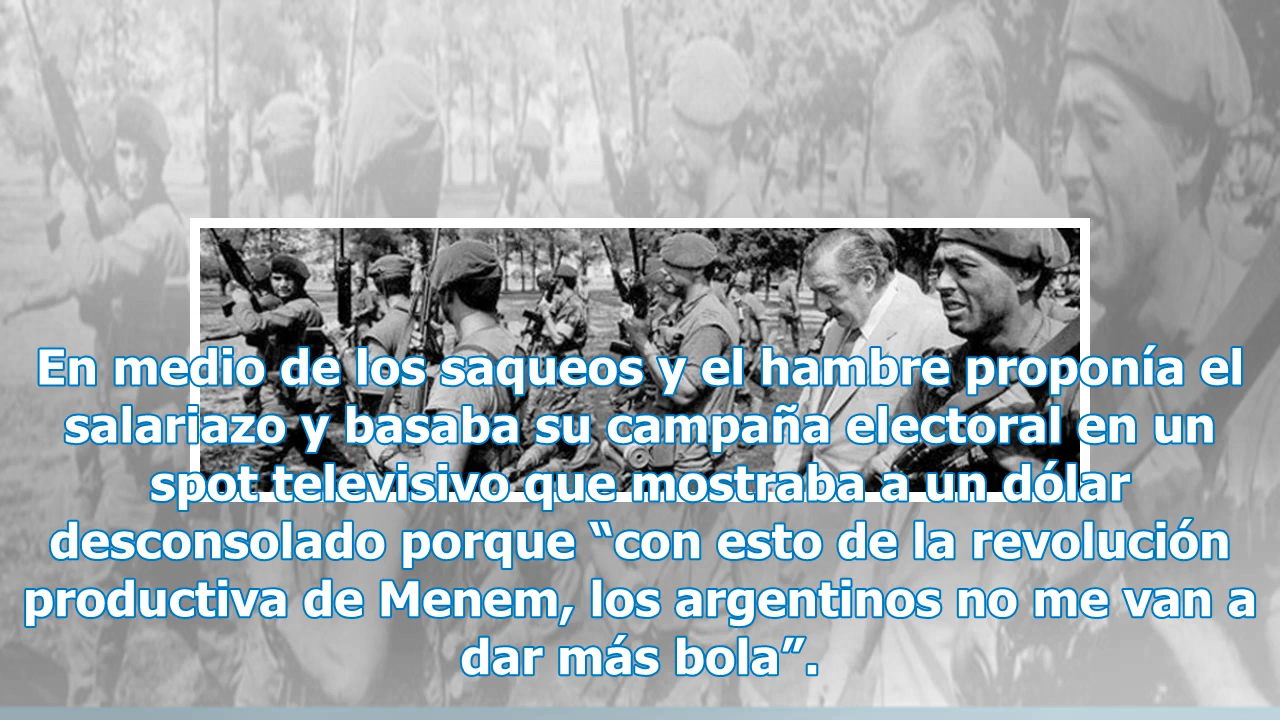 En medio de los saqueos y el hambre proponía el
salariazo y basaba su campaña electoral en un
spot televisivo que mostraba a un dólar
desconsolado porque “con esto de la revolución
productiva de Menem, los argentinos no me van a
dar más bola”.